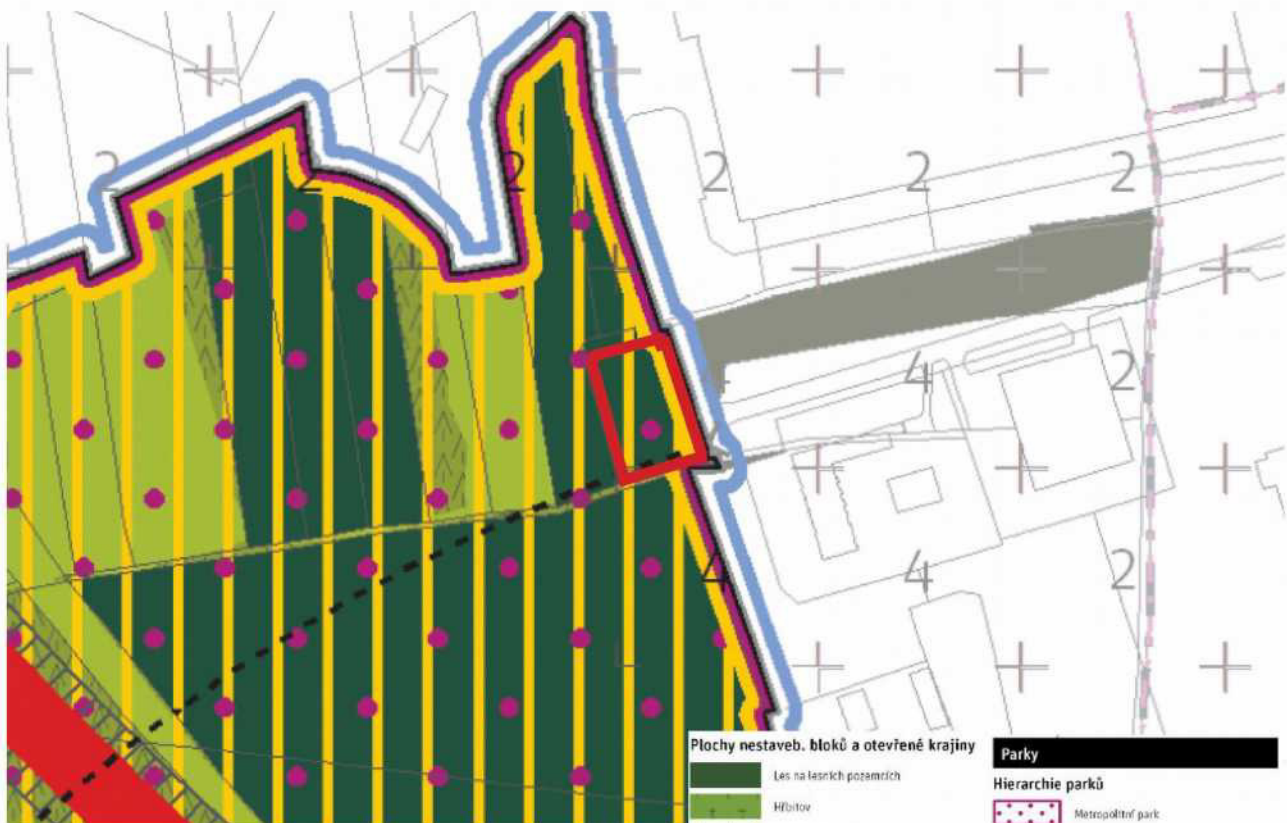 2 2 2 2 2 2
4 4 2
4 4 2
Plochy nestaveb. bloků a otevřené krajiny
Les na lesních pozemcích
Hřbitov
Parky
Hierarchie parků
Metropolitní park